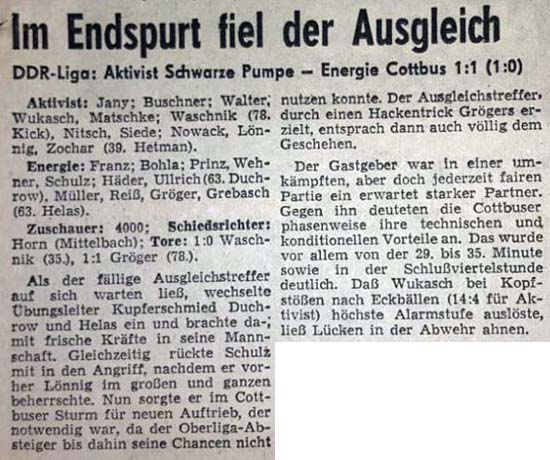 Im Endspurt fiel der Ausgleich
DDR-Liga: Aktivist Schwarze Pumpe — Energie Cottbus 1:1 (1:0)
Aktivist: Jany; Buschner; Walter,
Wukasch, Matschke; Waschnik (78.
Kick), Nitsch, Siede; Nowack, Lön-
nig, Zochar (39. Hetman).
Energie: Franz; Bohla; Prinz, Weh-
ner, Schulz; Häder, Ullrich (63. Duch-
row), Müller, Reiß, Gröger, Grebasch
(63. Helas).
Zuschauer: 4000; Schiedsrichter:
Horn (Mittelbach); Tore: 1:0 Wasch-
nik (35.), 1:1 Gröger (78.).
Als der fällige Ausgleichstreffer
auf sich warten ließ, wechselte
Übungsleiter Kupferschmied Duch-
row und Helas ein und brachte da-
mit frische Kräfte in seine Mann-
schaft. Gleichzeitig rückte Schulz
mit in den Angriff, nachdem er vor-
her Lönnig im großen und ganzen
beherrschte. Nun sorgte er im Cott-
buser Sturm für neuen Auftrieb, der
notwendig war, da der Oberliga-Ab-
steiger bis dahin seine Chancen nicht
nutzen konnte. Der Ausgleichstreffer,
durch einen Hackentrick Grögers er-
zielt, entsprach dann auch völlig dem
Geschehen.
Der Gastgeber war in einer um-
kämpften, aber doch jederzeit fairen
Partie ein erwartet starker Partner.
Gegen ihn deuteten die Cottbuser
phasenweise ihre technischen und
konditionellen Vorteile an. Das wurde
vor allem von der 29. bis 35. Minute
sowie in der Schlußviertelstunde
deutlich. Daß Wukasch bei Kopf-
stößen nach Eckbällen (14:4 für Ak-
tivist) höchste Alarmstufe auslöste,
ließ Lücken in der Abwehr ahnen.